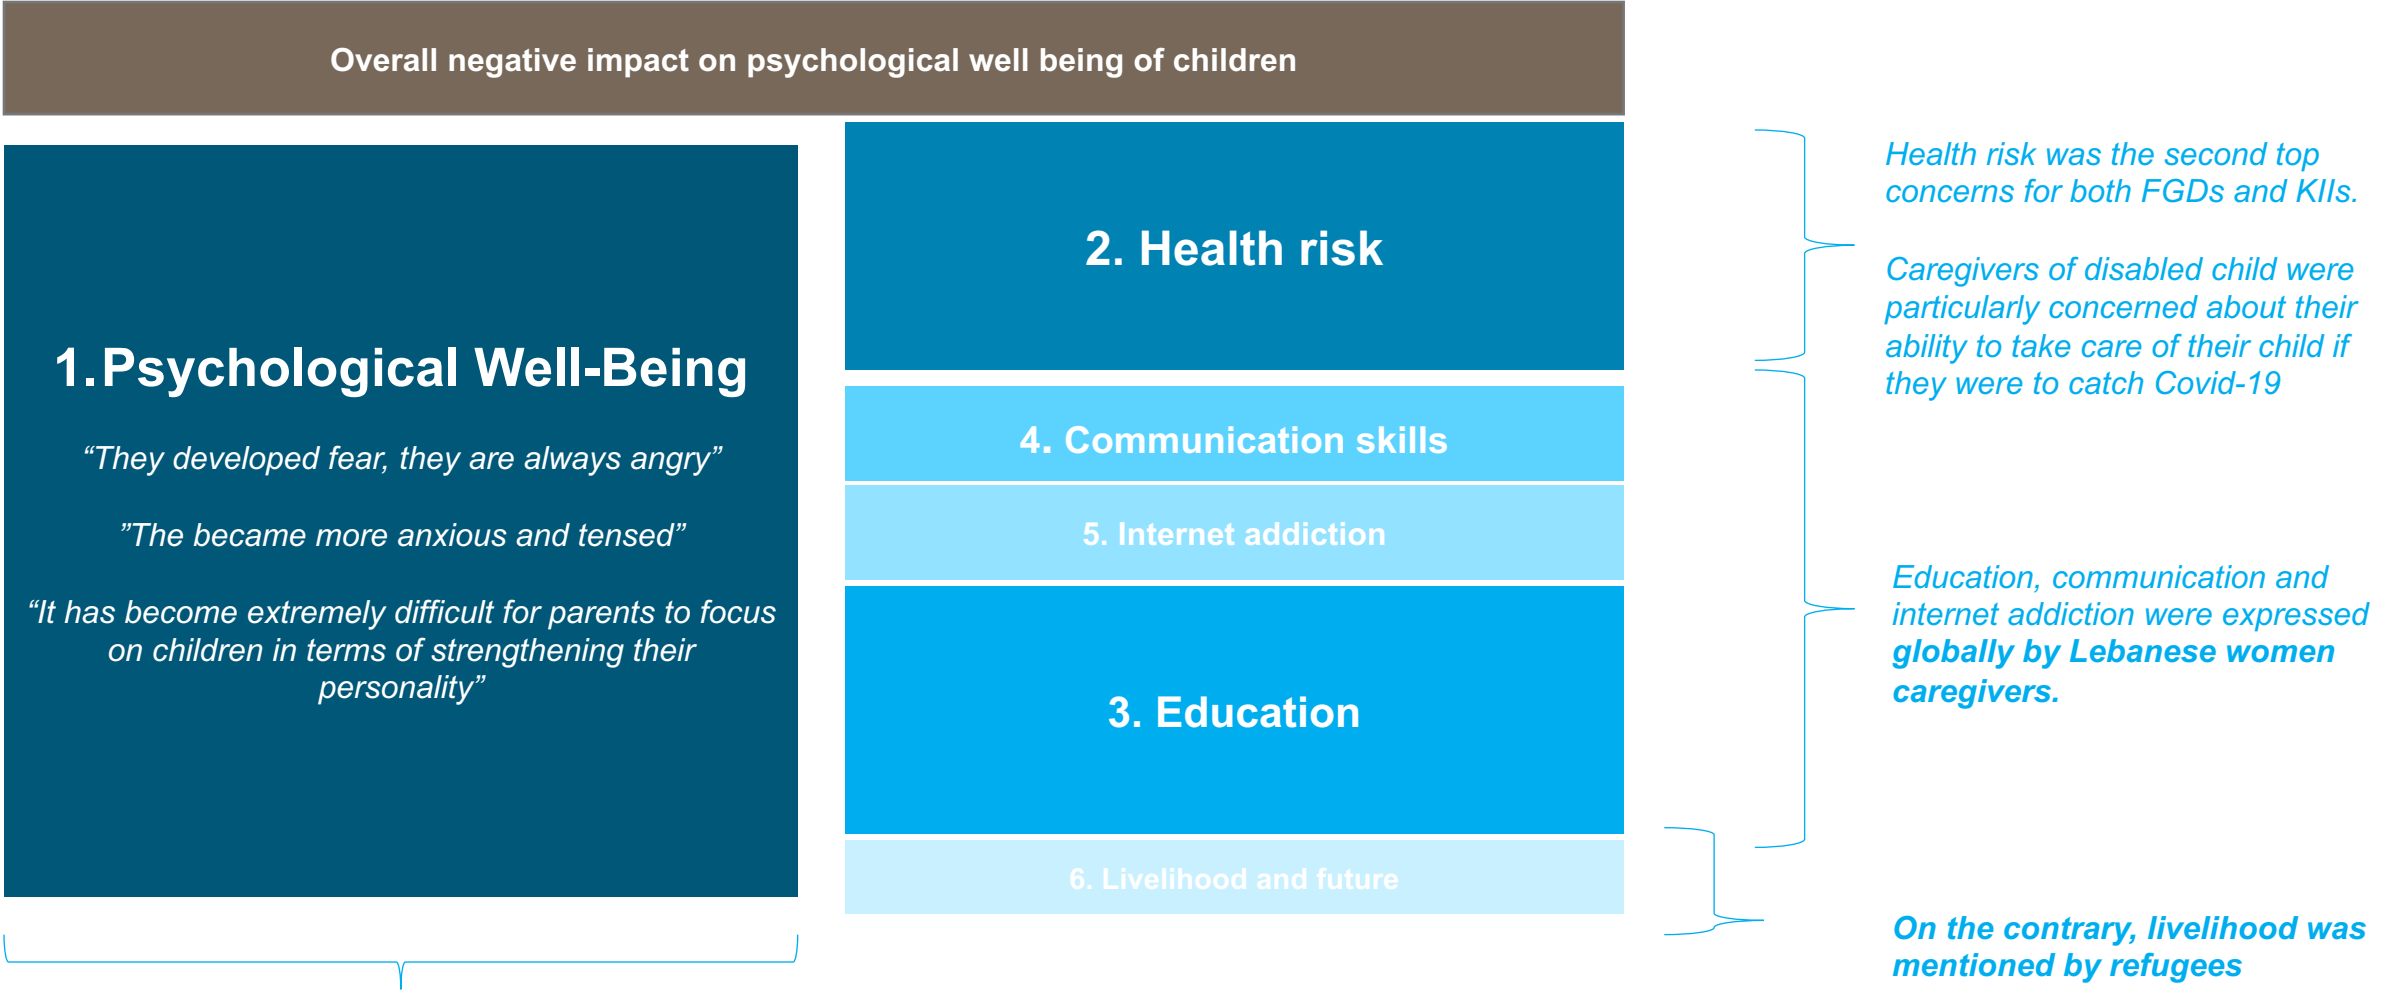 Overall negative impact on psychological well being of children
1.Psychological Well-Being
“They developed fear, they are always angry”
”The became more anxious and tensed”
“It has become extremely difficult for parents to focus
on children in terms of strengthening their
personality”
2. Health risk
4. Communication skills
5. Internet addiction
3. Education
6. Livelihood and future
Health risk was the second top
concerns for both FGDs and KIIs.
Caregivers of disabled child were
particularly concerned about their
ability to take care of their child if
they were to catch Covid-19
Education, communication and
internet addiction were expressed
globally by Lebanese women
caregivers.
On the contrary, livelihood was
mentioned by refugees